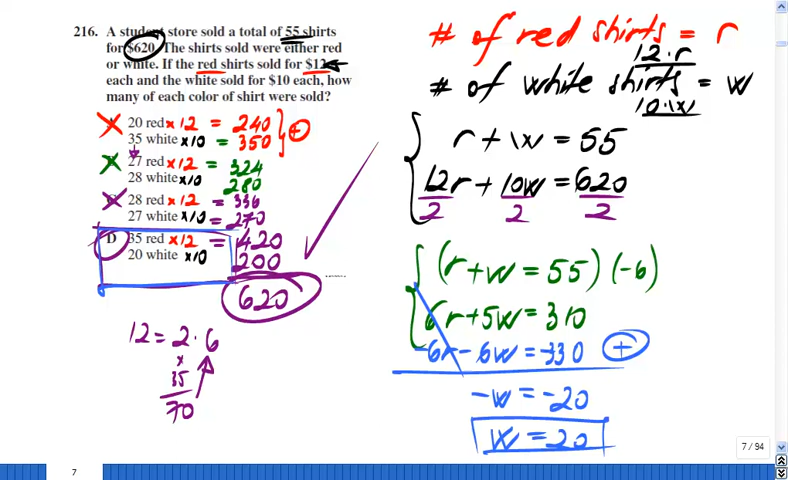 216. A student store sold a total of 55 shirts
for $620. The shirts sold were either red
or white. If the red shirts sold for $12
each and the white sold for $10 each, how
many of each color of shirt were sold?
20 red x 12 = 240
35 white x10 = 350
+
27 red x 12 = 324
28 white x10 280
28 red x 12 = 336
27 white x10 = 270
D 35 red x 12 = 420
20 white x10 200
620
12 = 2 · 6
x
35
70
# of red shirts = r
12 · r
# of white shirts = w
10 · w
r + w = 55
12r + 10w = 620
2 2 2
(r + w = 55) (-6)
6r + 5w = 310
-6r - 6w = -330 +
-w = -20
w = 20
7 / 94
7